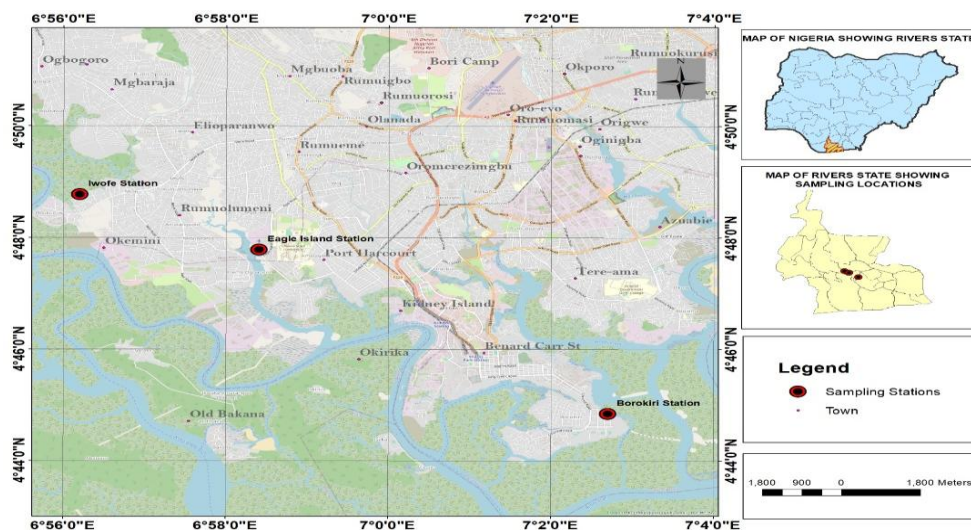 6°56'0"E 6°58'0"E 7°0'0"E 7°2'0"E 7°4'0"E
Ogbogoro
Mgbaraja
Mgbuoba
Rumuigbo
Bori Camp
Okporo
Rumuokurusi
N
Rumuorosi
Elioparanwo
Olanada
Oro-evo
Rumuomasi
Origwe
4°50'0"N 4°50'0"N
Rumueme
Oromerezimgbu
Oginigba
Iwofe Station
Rumuolumeni
Azuabie
4°48'0"N 4°48'0"N
Okemini
Eagle Island Station
Port Harcourt
Tere-ama
Kidney Island
4°46'0"N 4°46'0"N
Okirika
Benard Carr St
Borokiri Station
Old Bakana
4°44'0"N 4°44'0"N
6°56'0"E 6°58'0"E 7°0'0"E 7°2'0"E 7°4'0"E
MAP OF NIGERIA SHOWING RIVERS STATE
MAP OF RIVERS STATE SHOWING
SAMPLING LOCATIONS
Legend
Sampling Stations
Town
1,800 900 0 1,800 Meters